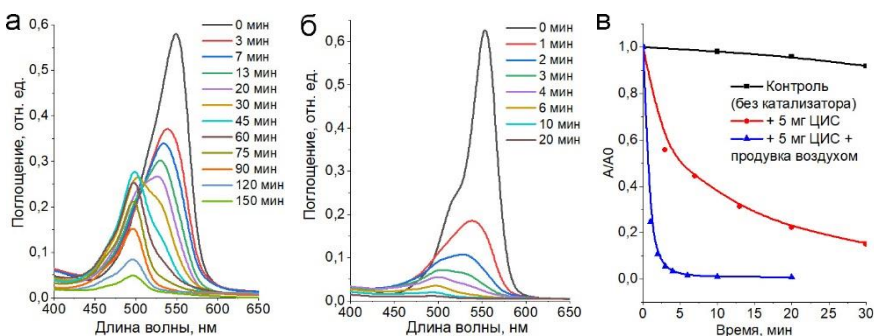 а
0,6
0,5
0,4
0,3
0,2
0,1
0,0
Поглощение, отн. ед.
400 450 500 550 600 650
Длина волны, нм
0 мин
3 мин
7 мин
13 мин
20 мин
30 мин
45 мин
60 мин
75 мин
90 мин
120 мин
150 мин
б
0,6
0,5
0,4
0,3
0,2
0,1
0,0
Поглощение, отн. ед.
400 450 500 550 600 650
Длина волны, нм
0 мин
1 мин
2 мин
3 мин
4 мин
6 мин
10 мин
20 мин
в
1,0
0,8
0,6
0,4
0,2
0,0
A/A0
0 10 20 30
Время, мин
Контроль
(без катализатора)
+ 5 мг ЦИС
+ 5 мг ЦИС +
продувка воздухом